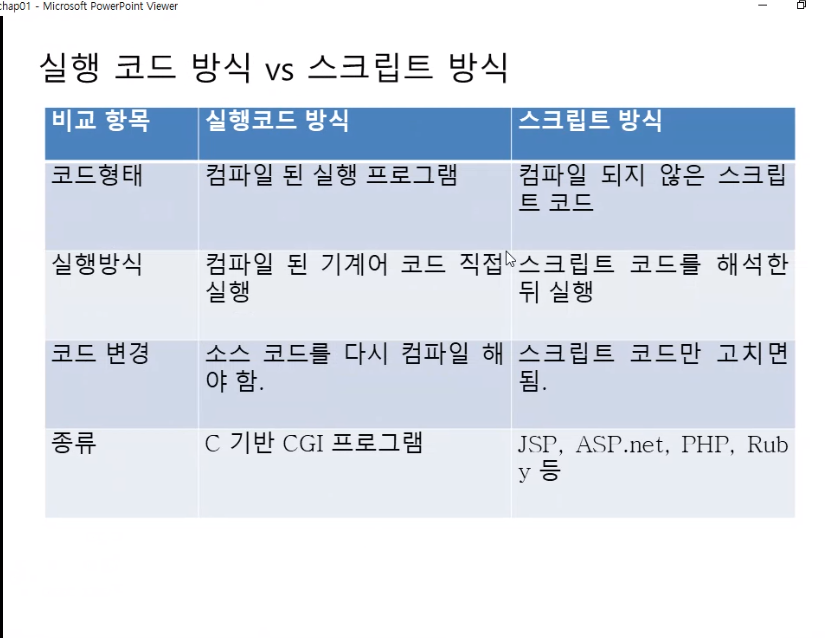 chap01 - Microsoft PowerPoint Viewer
실행 코드 방식 vs 스크립트 방식
비교 항목 실행코드 방식 스크립트 방식
코드형태 컴파일 된 실행 프로그램 컴파일 되지 않은 스크립
트 코드
실행방식 컴파일 된 기계어 코드 직접 스크립트 코드를 해석한
실행 뒤 실행
코드 변경 소스 코드를 다시 컴파일 해 스크립트 코드만 고치면
야 함. 됨.
종류 C 기반 CGI 프로그램 JSP, ASP.net, PHP, Rub
y 등